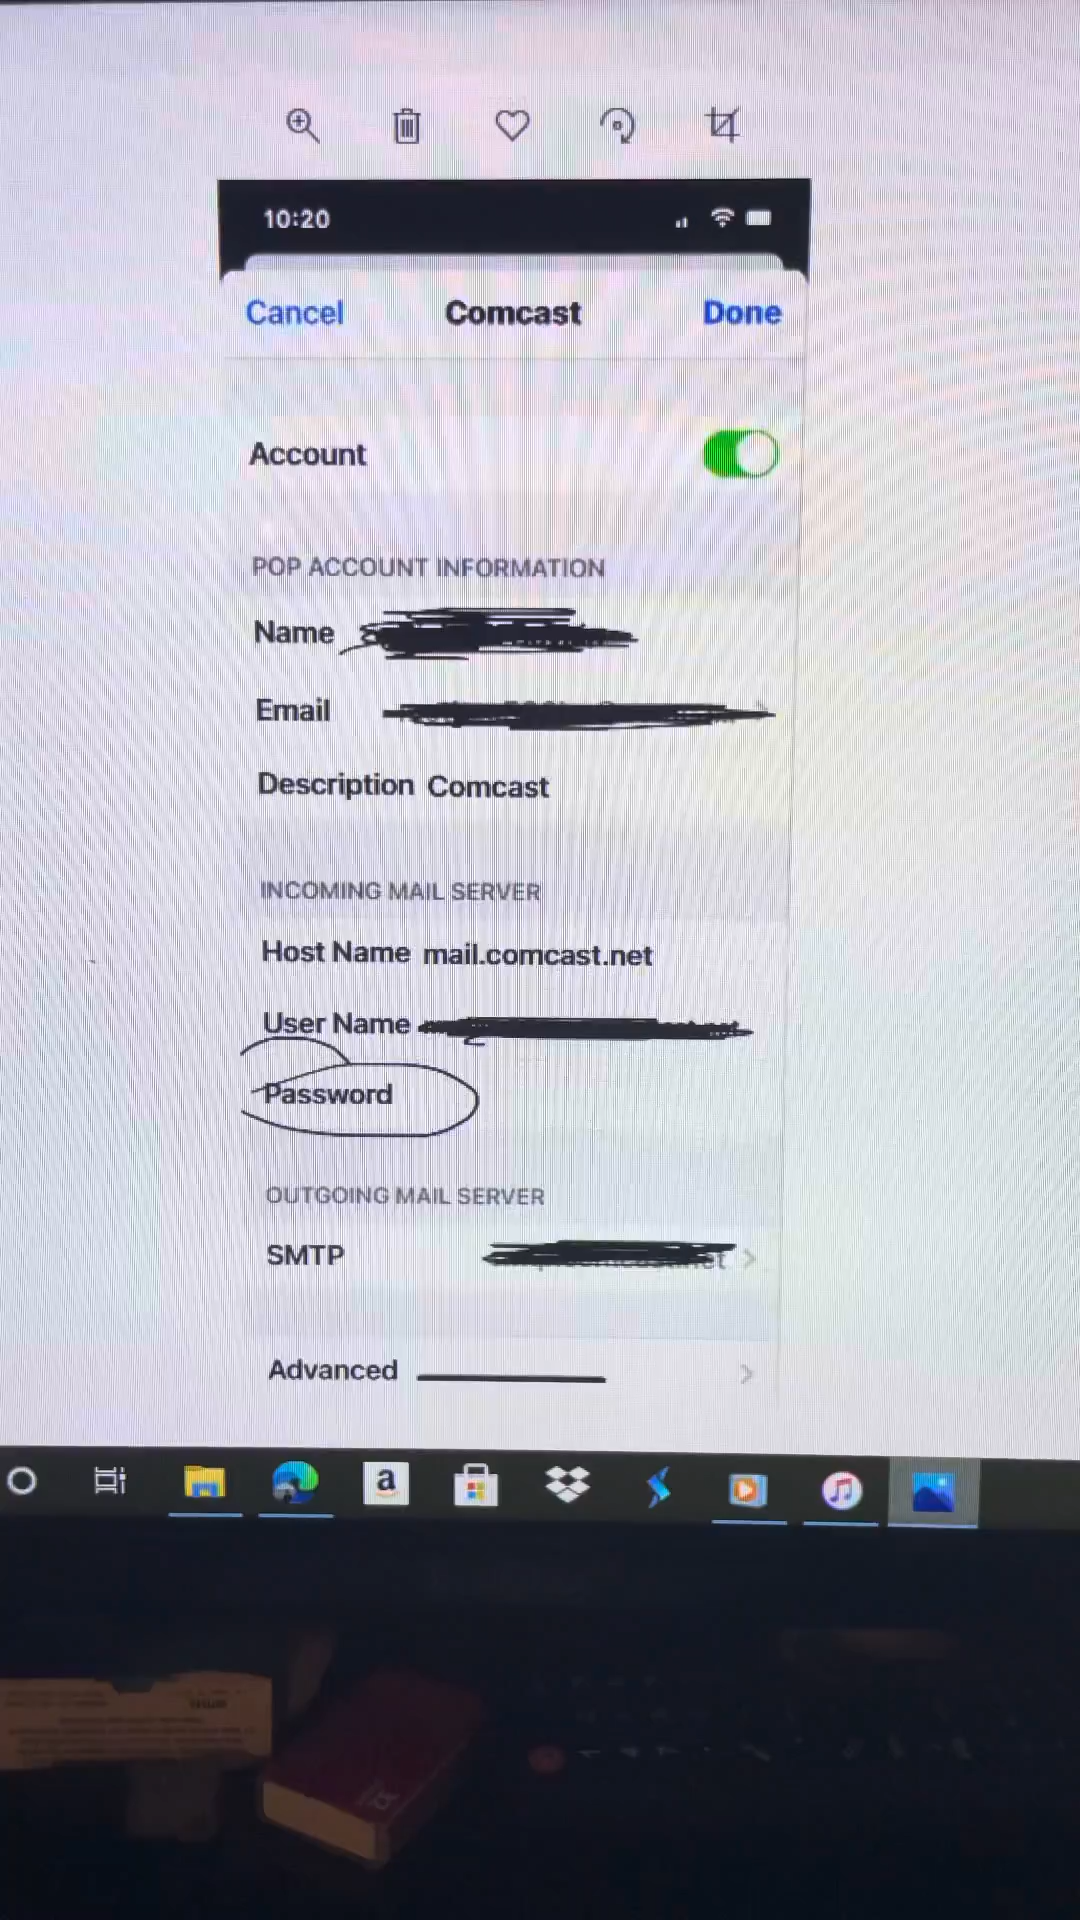 10:20
Cancel Comcast Done
Account
POP ACCOUNT INFORMATION
Name
Email
Description Comcast
INCOMING MAIL SERVER
Host Name mail.comcast.net
User Name
Password
OUTGOING MAIL SERVER
SMTP
Advanced
a